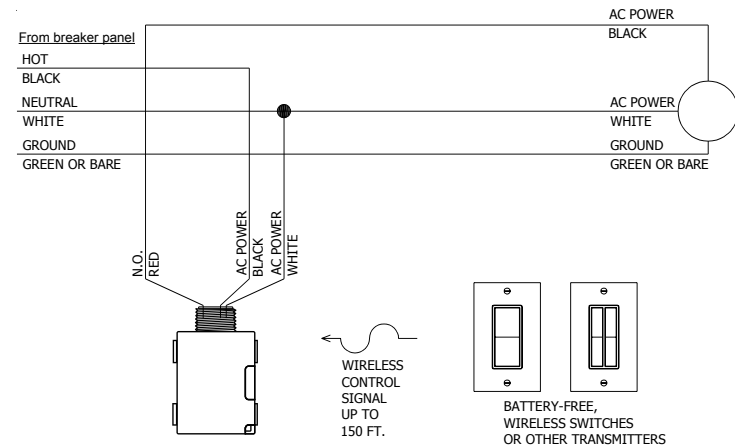 AC POWER
BLACK
From breaker panel
HOT
BLACK
NEUTRAL
WHITE
AC POWER
WHITE
GROUND
GREEN OR BARE
GROUND
GREEN OR BARE
N.O.
RED
AC POWER
BLACK
AC POWER
WHITE
WIRELESS
CONTROL
SIGNAL
UP TO
150 FT.
BATTERY-FREE,
WIRELESS SWITCHES
OR OTHER TRANSMITTERS